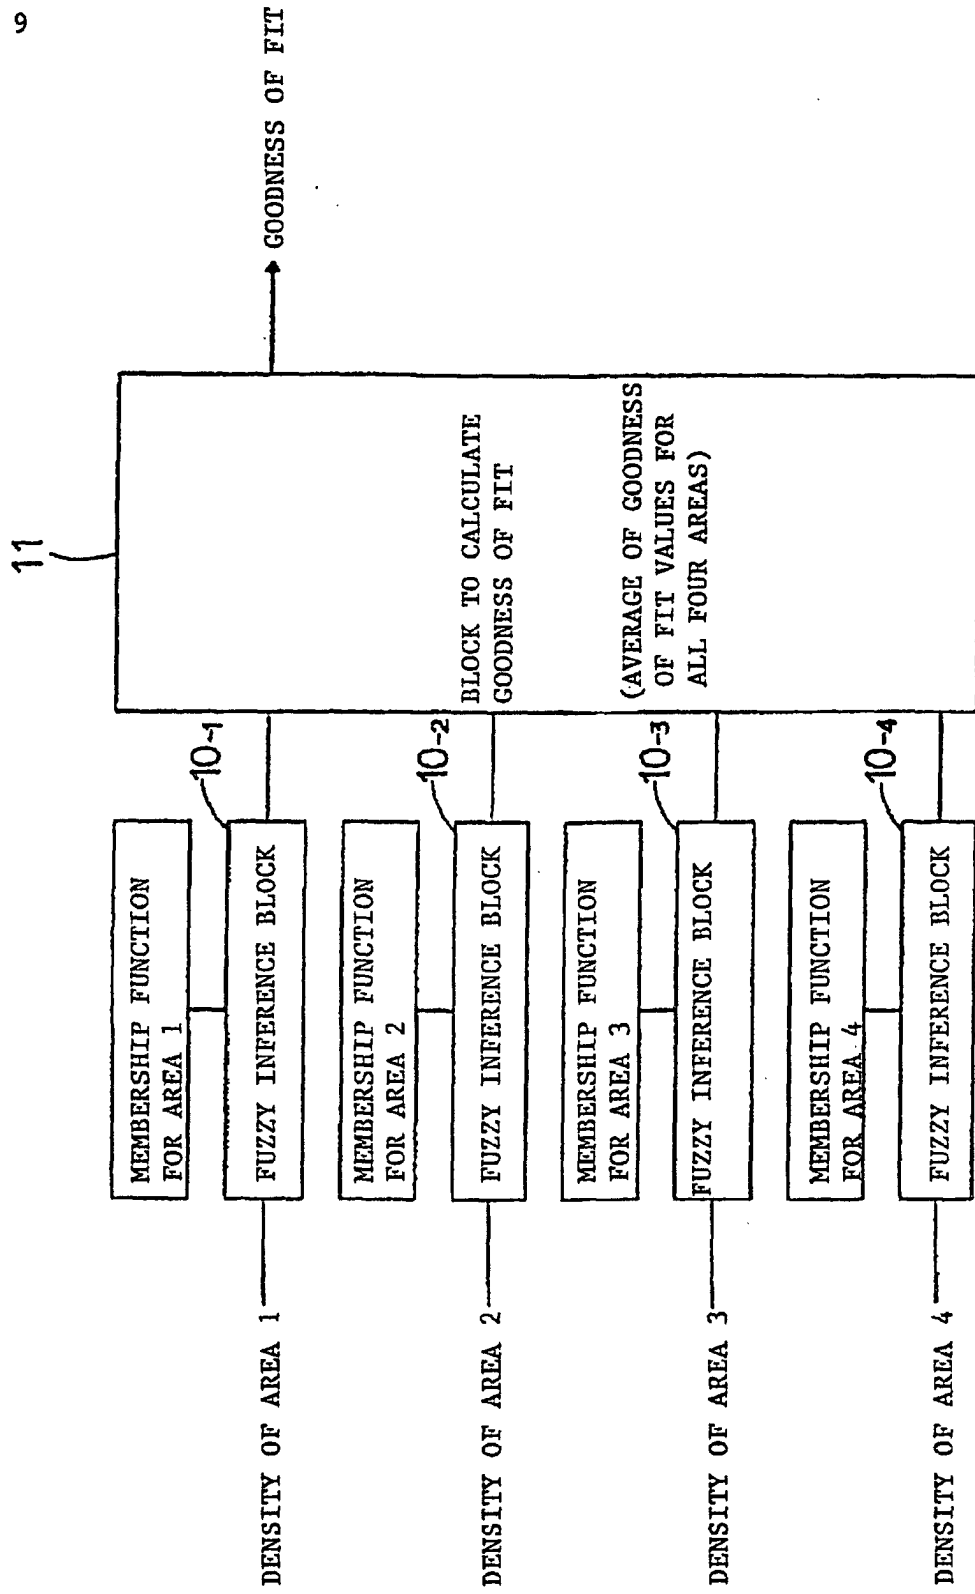 9
11
GOODNESS OF FIT
BLOCK TO CALCULATE
GOODNESS OF FIT
(AVERAGE OF GOODNESS
OF FIT VALUES FOR
ALL FOUR AREAS)
DENSITY OF AREA 1
MEMBERSHIP FUNCTION
FOR AREA 1
FUZZY INFERENCE BLOCK
10-1
DENSITY OF AREA 2
MEMBERSHIP FUNCTION
FOR AREA 2
FUZZY INFERENCE BLOCK
10-2
DENSITY OF AREA 3
MEMBERSHIP FUNCTION
FOR AREA 3
FUZZY INFERENCE BLOCK
10-3
DENSITY OF AREA 4
MEMBERSHIP FUNCTION
FOR AREA 4
FUZZY INFERENCE BLOCK
10-4